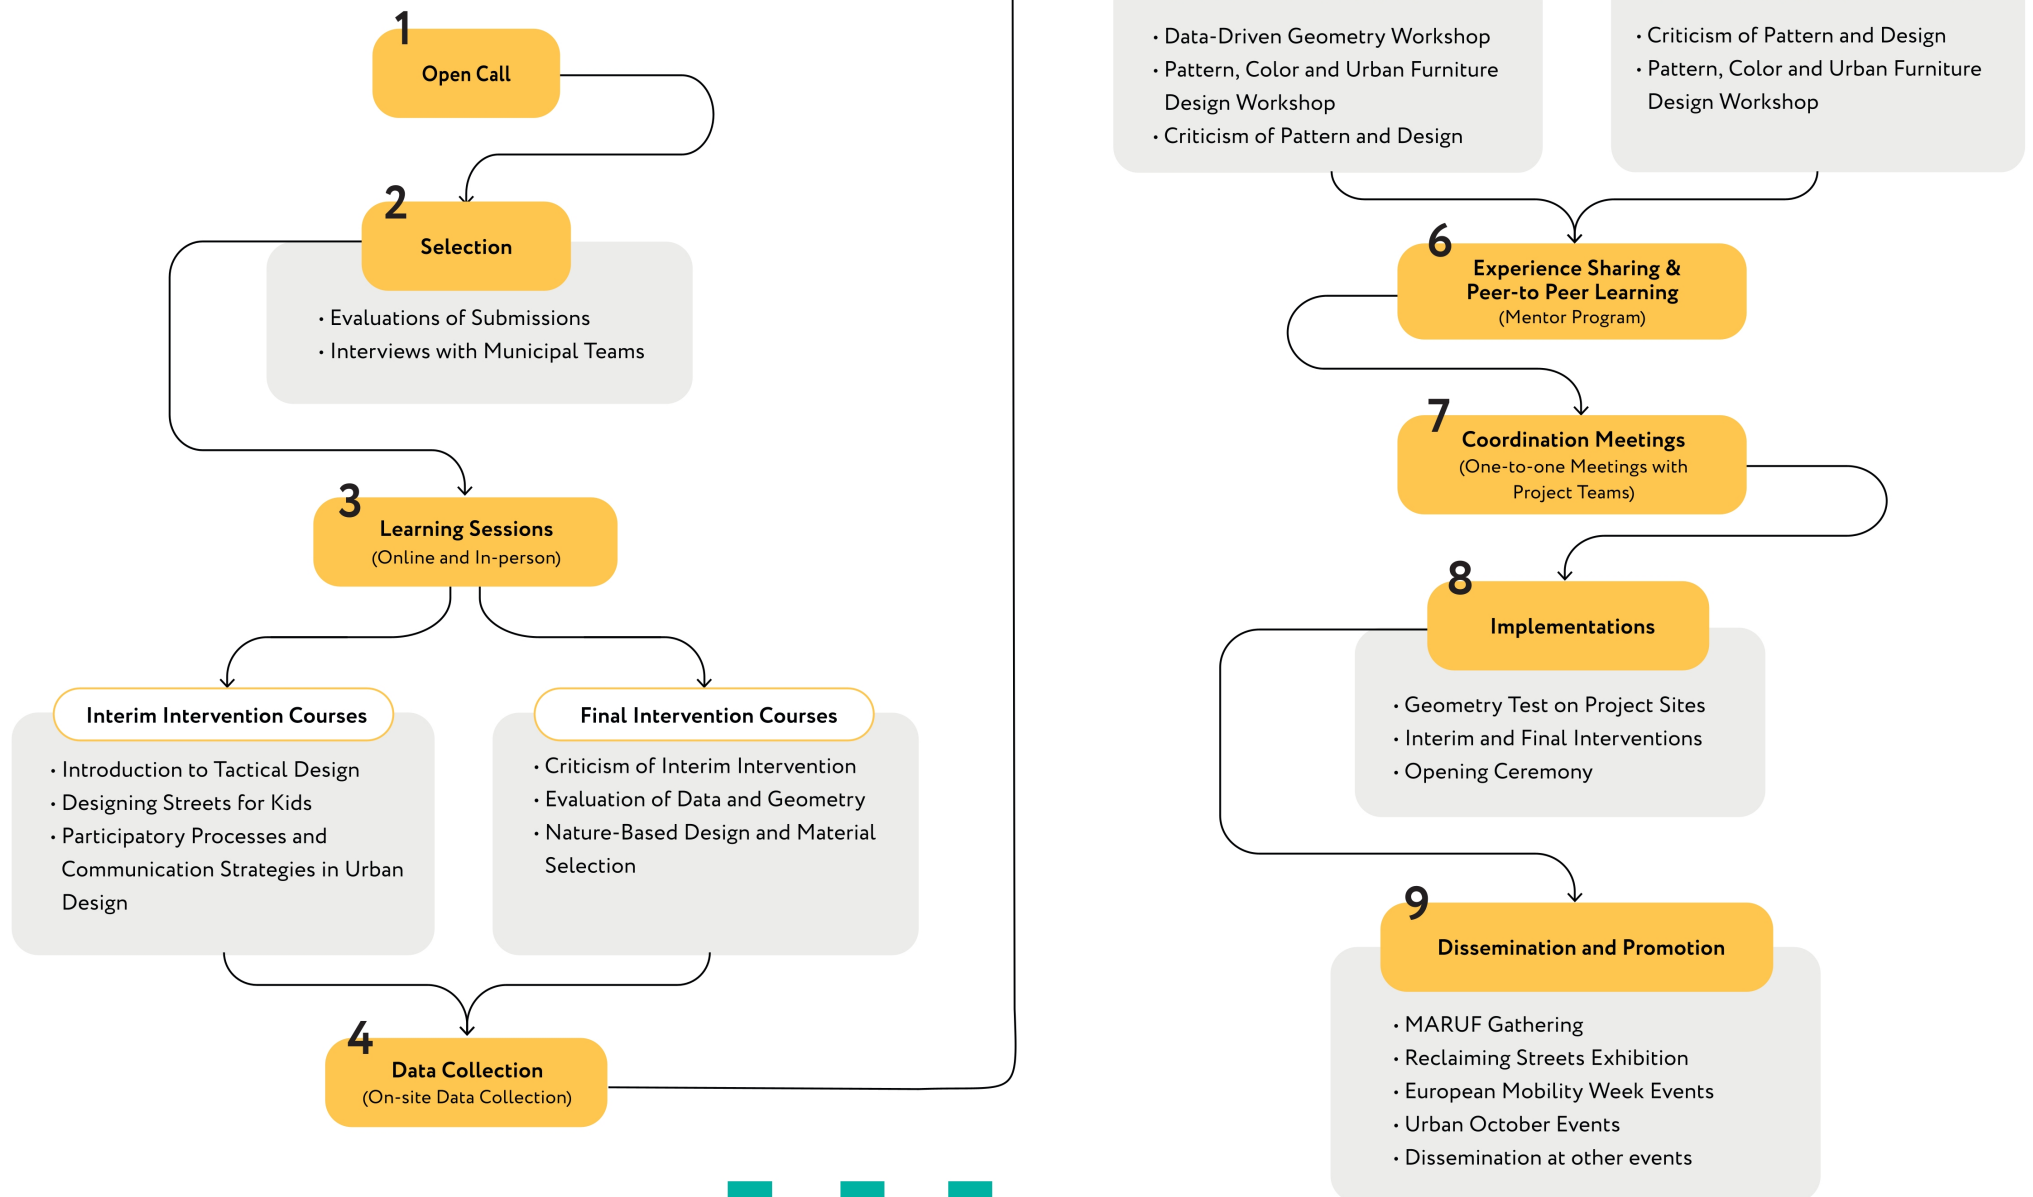 1
Open Call
2
Selection
• Evaluations of Submissions
• Interviews with Municipal Teams
3
Learning Sessions
(Online and In-person)
Interim Intervention Courses
• Introduction to Tactical Design
• Designing Streets for Kids
• Participatory Processes and
Communication Strategies in Urban
Design
Final Intervention Courses
• Criticism of Interim Intervention
• Evaluation of Data and Geometry
• Nature-Based Design and Material
Selection
4
Data Collection
(On-site Data Collection)
• Data-Driven Geometry Workshop
• Pattern, Color and Urban Furniture
Design Workshop
• Criticism of Pattern and Design
• Criticism of Pattern and Design
• Pattern, Color and Urban Furniture
Design Workshop
6
Experience Sharing &
Peer-to Peer Learning
(Mentor Program)
7
Coordination Meetings
(One-to-one Meetings with
Project Teams)
8
Implementations
• Geometry Test on Project Sites
• Interim and Final Interventions
• Opening Ceremony
9
Dissemination and Promotion
• MARUF Gathering
• Reclaiming Streets Exhibition
• European Mobility Week Events
• Urban October Events
• Dissemination at other events